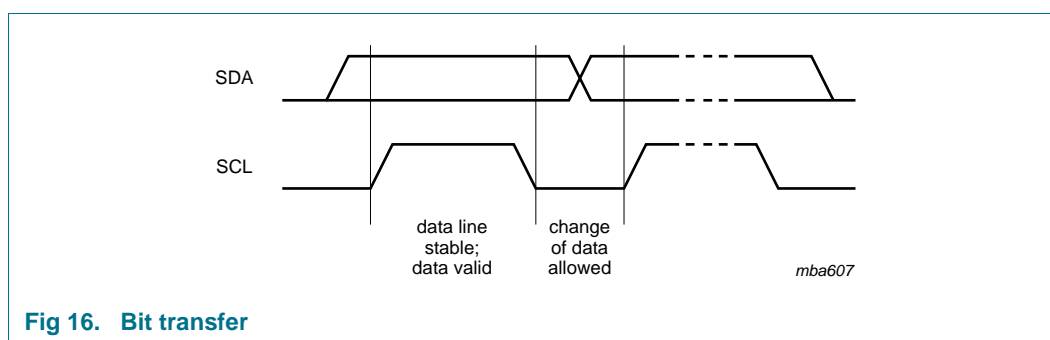 SDA
SCL
data line
stable;
data valid
change
of data
allowed
mba607
Fig 16. Bit transfer